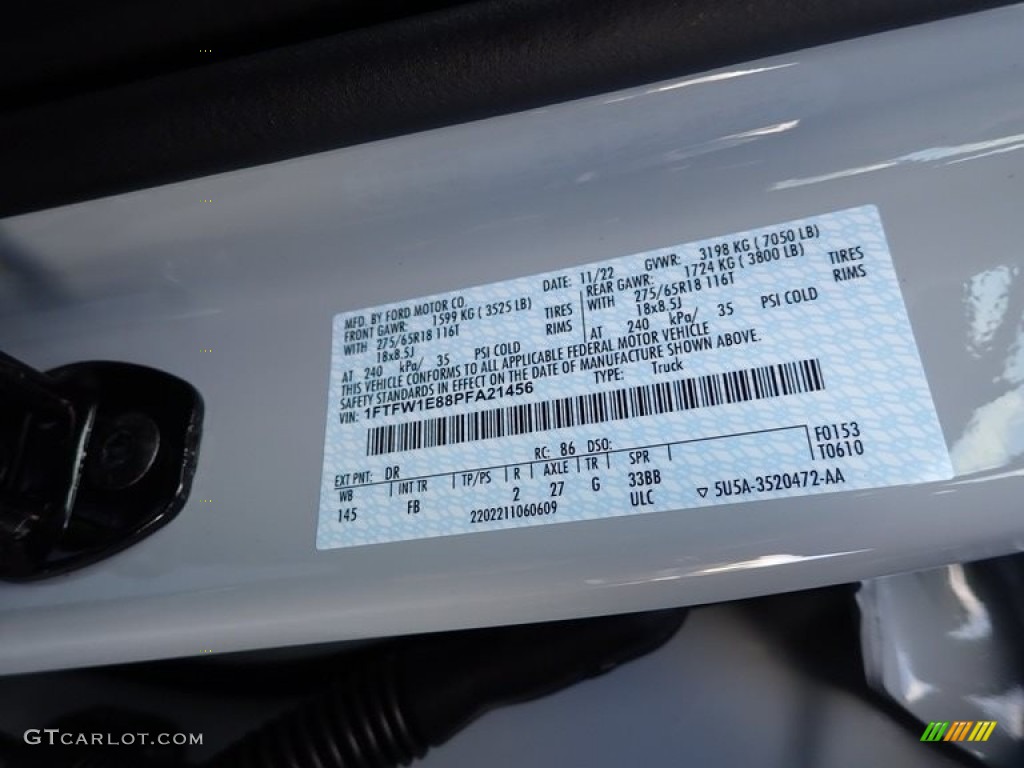 MFD. BY FORD MOTOR CO. DATE: 11/22 GVWR: 3198 KG ( 7050 LB)
FRONT GAWR: 1599 KG ( 3525 LB) REAR GAWR: 1724 KG ( 3800 LB)
WITH 275/65R18 116T TIRES WITH 275/65R18 116T TIRES
18x8.5J RIMS 18x8.5J RIMS
AT 240 kPa/ 35 PSI COLD AT 240 kPa/ 35 PSI COLD
THIS VEHICLE CONFORMS TO ALL APPLICABLE FEDERAL MOTOR VEHICLE
SAFETY STANDARDS IN EFFECT ON THE DATE OF MANUFACTURE SHOWN ABOVE.
VIN: 1FTFW1E88PFA21456 TYPE: Truck
EXT PNT: DR RC: 86 DSO: F0153
WB INT TR TP/PS R AXLE TR SPR T0610
145 FB 2 27 G 33BB
2202211060609 ULC 5U5A-3520472-AA
GTCARLOT.COM